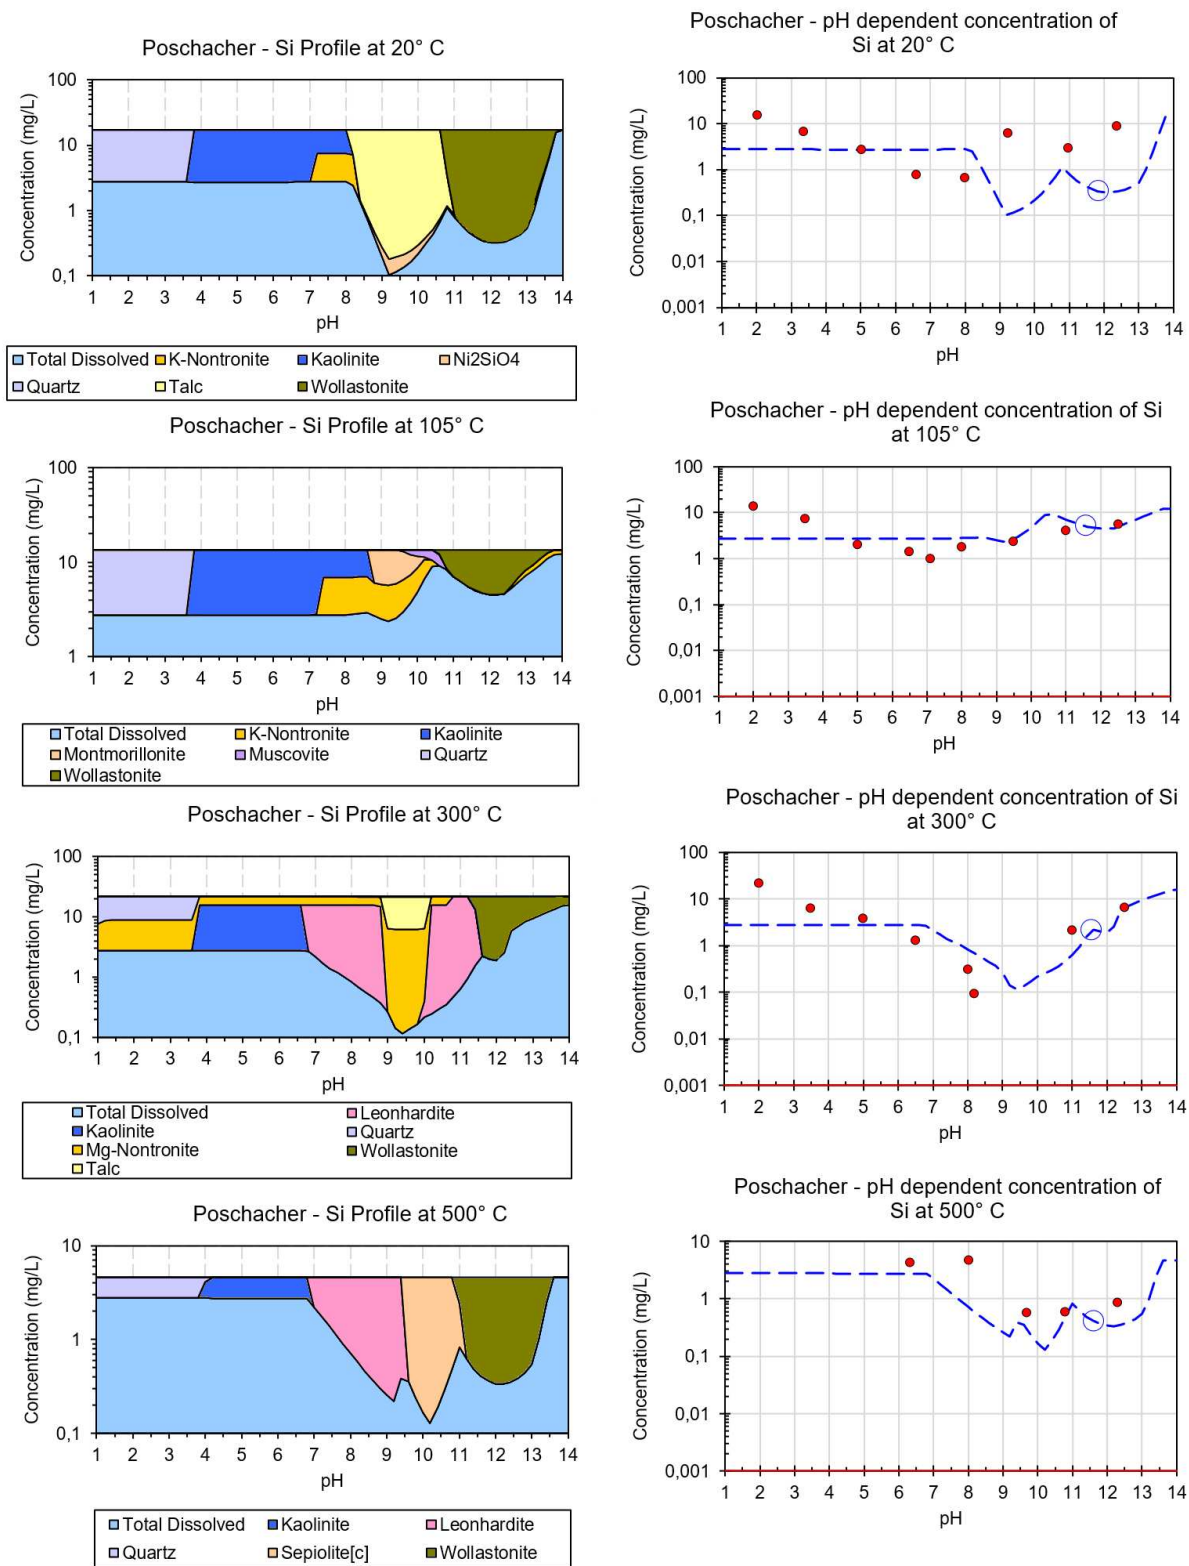 Poschacher - Si Profile at 20° C
Concentration (mg/L)
100
10
1
0,1
1 2 3 4 5 6 7 8 9 10 11 12 13 14
pH
Total Dissolved K-Nontronite Kaolinite Ni2SiO4
Quartz Talc Wollastonite
Poschacher - pH dependent concentration of
Si at 20° C
Concentration (mg/L)
100
10
1
0,1
0,01
0,001
1 2 3 4 5 6 7 8 9 10 11 12 13 14
pH
Poschacher - Si Profile at 105° C
Concentration (mg/L)
100
10
1
1 2 3 4 5 6 7 8 9 10 11 12 13 14
pH
Total Dissolved K-Nontronite Kaolinite
Montmorillonite Muscovite Quartz
Wollastonite
Poschacher - pH dependent concentration of Si
at 105° C
Concentration (mg/L)
100
10
1
0,1
0,01
0,001
1 2 3 4 5 6 7 8 9 10 11 12 13 14
pH
Poschacher - Si Profile at 300° C
Concentration (mg/L)
100
10
1
0,1
1 2 3 4 5 6 7 8 9 10 11 12 13 14
pH
Total Dissolved Leonhardite
Kaolinite Quartz
Mg-Nontronite Wollastonite
Talc
Poschacher - pH dependent concentration of Si
at 300° C
Concentration (mg/L)
100
10
1
0,1
0,01
0,001
1 2 3 4 5 6 7 8 9 10 11 12 13 14
pH
Poschacher - Si Profile at 500° C
Concentration (mg/L)
10
1
0,1
1 2 3 4 5 6 7 8 9 10 11 12 13 14
pH
Total Dissolved Kaolinite Leonhardite
Quartz Sepiolite[c] Wollastonite
Poschacher - pH dependent concentration of
Si at 500° C
Concentration (mg/L)
10
1
0,1
0,01
0,001
1 2 3 4 5 6 7 8 9 10 11 12 13 14
pH